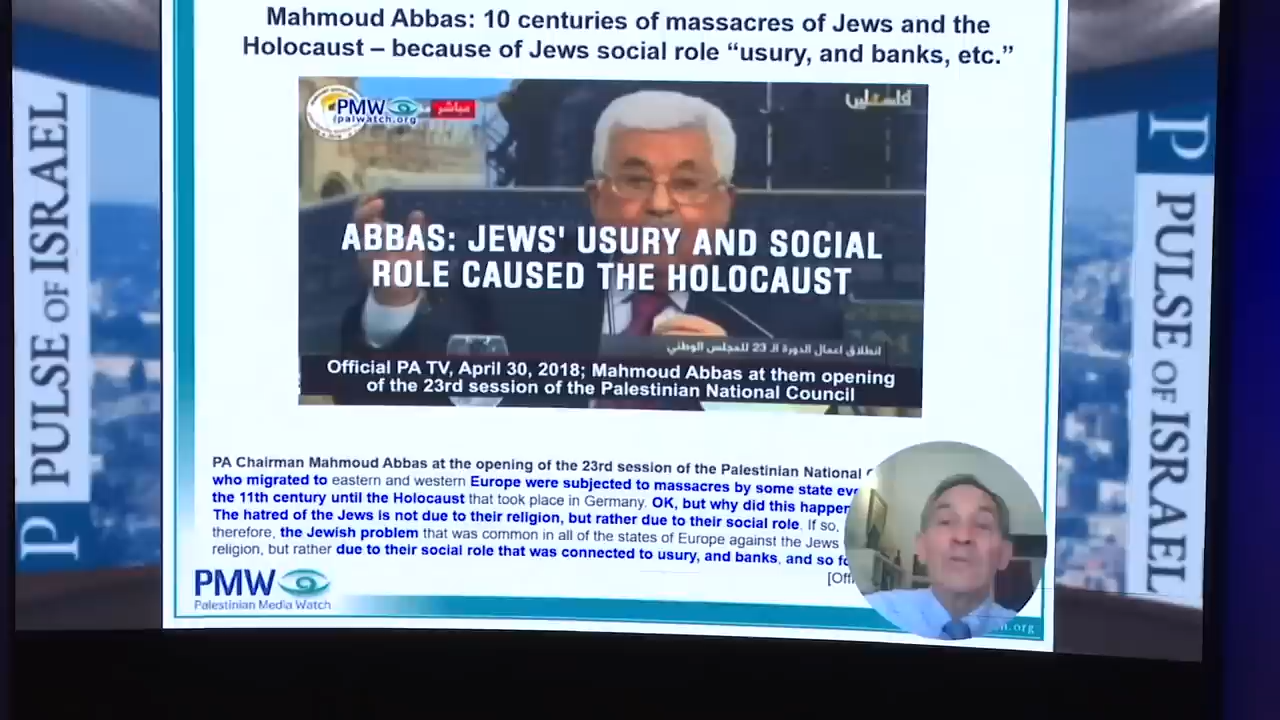 Mahmoud Abbas: 10 centuries of massacres of Jews and the
Holocaust – because of Jews social role “usury, and banks, etc.”
PMW
palwatch.org
مباشر
فلسطين
ABBAS: JEWS' USURY AND SOCIAL
ROLE CAUSED THE HOLOCAUST
انطلاق اعمال الدورة الـ 23 للمجلس الوطني
Official PA TV, April 30, 2018; Mahmoud Abbas at them opening
of the 23rd session of the Palestinian National Council
PA Chairman Mahmoud Abbas at the opening of the 23rd session of the Palestinian National
who migrated to eastern and western Europe were subjected to massacres by some state
the 11th century until the Holocaust that took place in Germany. OK, but why did this
The hatred of the Jews is not due to their religion, but rather due to their social role. If so,
therefore, the Jewish problem that was common in all of the states of Europe against the Jews
religion, but rather due to their social role that was connected to usury, and banks, and so
PMW
Palestinian Media Watch
P PULSE OF ISRAEL
P PULSE OF ISRAEL